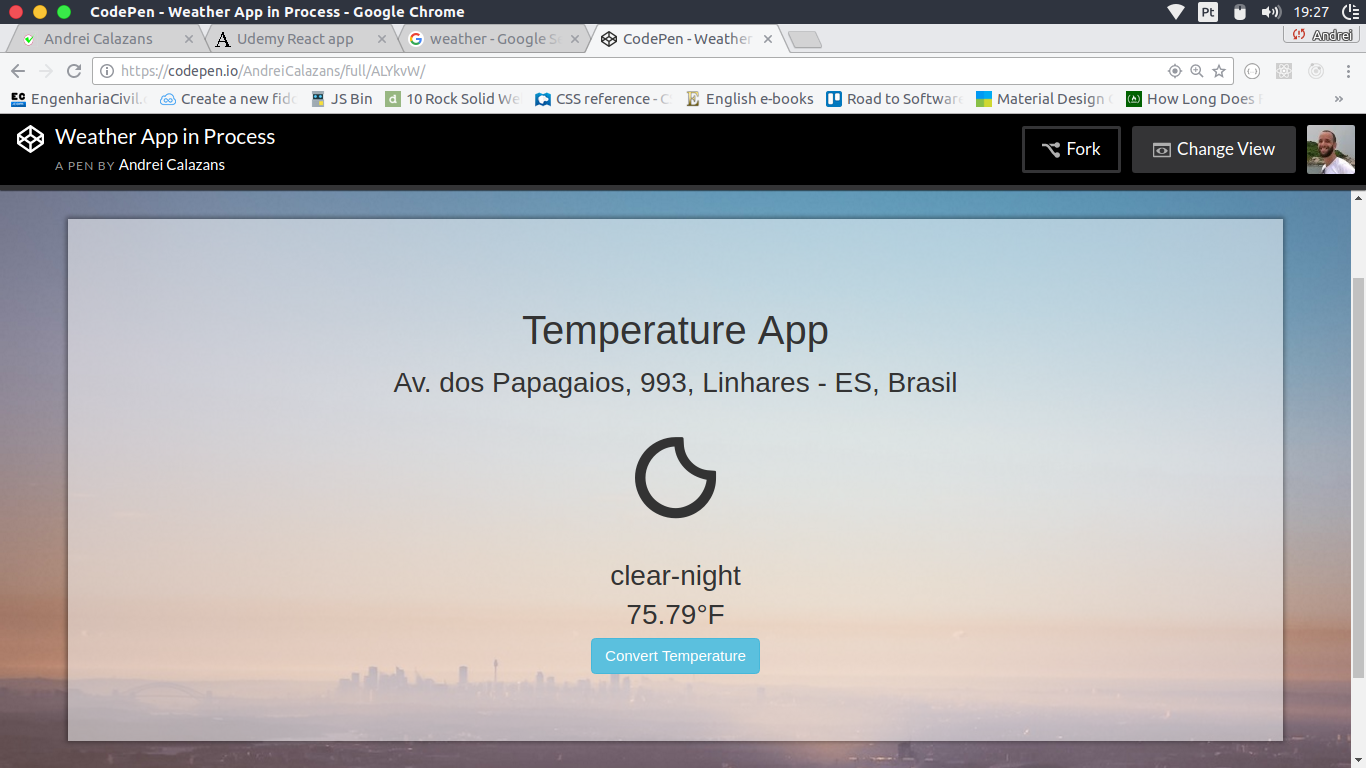 CodePen - Weather App in Process - Google Chrome
Pt
19:27
Andrei Calazans
Udemy React app
weather - Google Se
CodePen - Weather
Andrei
https://codepen.io/AndreiCalazans/full/ALYkvW/
EngenhariaCivil.
Create a new fidd
JS Bin
10 Rock Solid We
CSS reference - C
English e-books
Road to Software
Material Design
How Long Does
»
Weather App in Process
A PEN BY Andrei Calazans
Fork
Change View
Temperature App
Av. dos Papagaios, 993, Linhares - ES, Brasil
clear-night
75.79°F
Convert Temperature